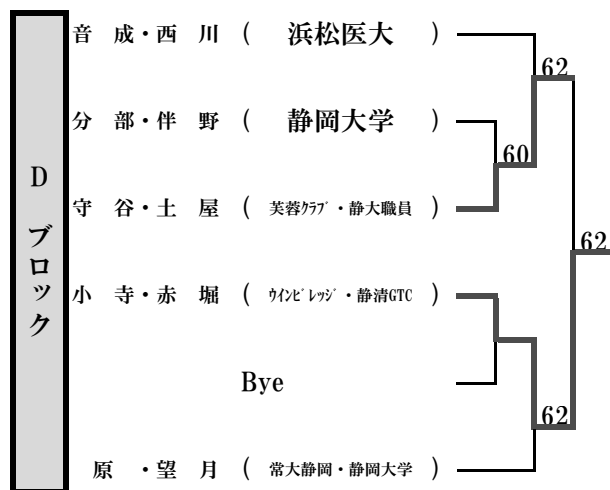 D ブロック
音 成・西 川 ( 浜松医大 )
62
分 部・伴 野 ( 静岡大学 )
60
守 谷・土 屋 ( 芙蓉ｸﾗﾌﾞ・静大職員 )
62
小 寺・赤 堀 ( ｳｲﾝﾋﾞﾚｯｼﾞ・静清GTC )
Bye
62
原 ・望 月 ( 常大静岡・静岡大学 )